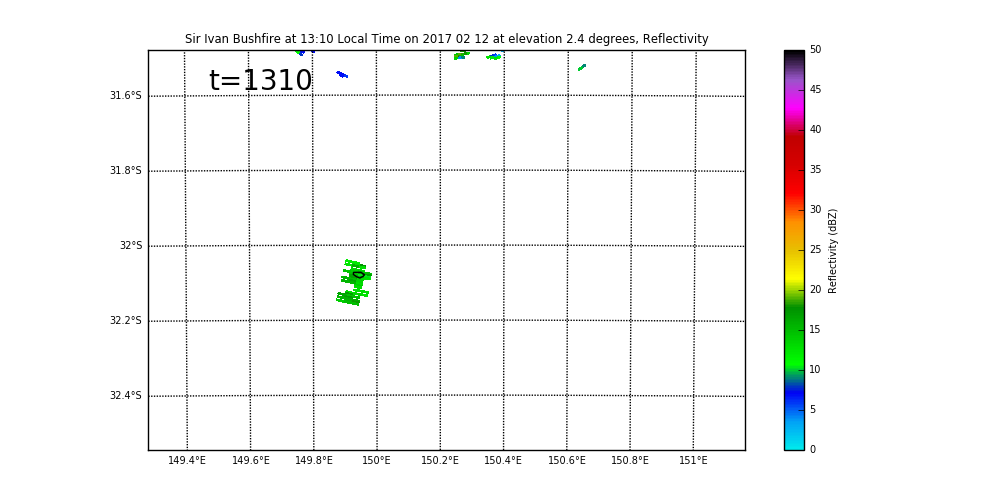 Sir Ivan Bushfire at 13:10 Local Time on 2017 02 12 at elevation 2.4 degrees, Reflectivity
t=1310
31.6°S
31.8°S
32°S
32.2°S
32.4°S
149.4°E 149.6°E 149.8°E 150°E 150.2°E 150.4°E 150.6°E 150.8°E 151°E
50
45
40
35
30
25
20
15
10
5
0
Reflectivity (dBZ)